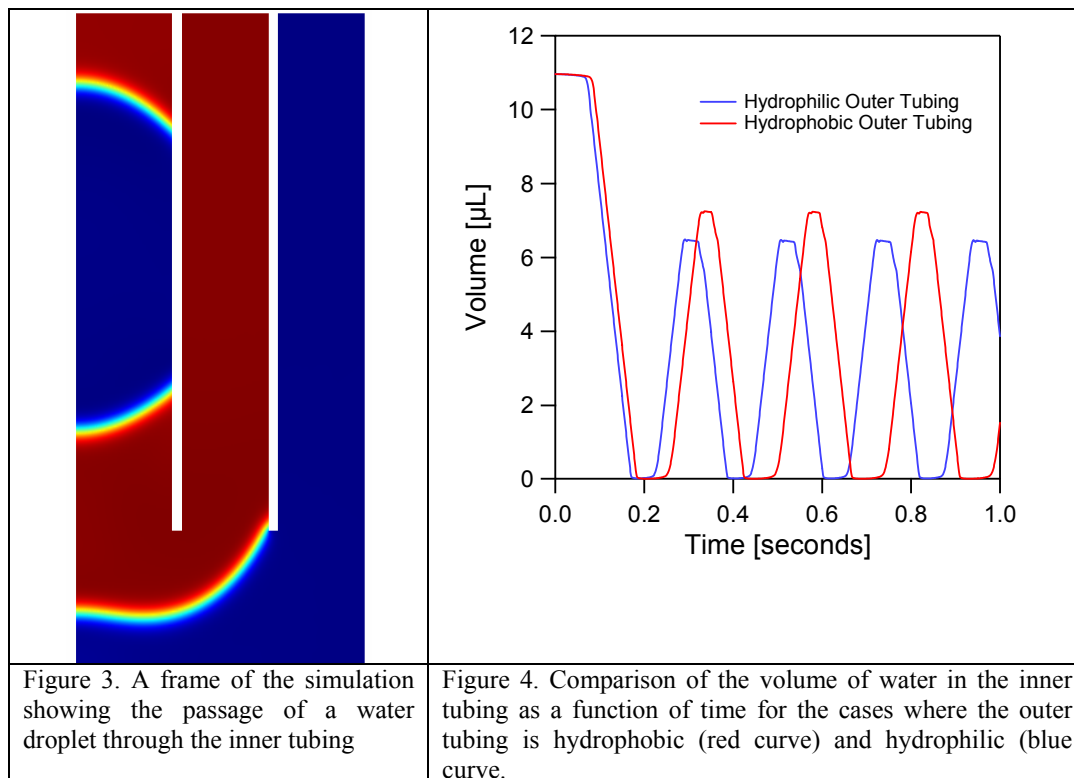 12
10
8
6
4
2
0
Volume [µL]
Hydrophilic Outer Tubing
Hydrophobic Outer Tubing
0.0
0.2
0.4
0.6
0.8
1.0
Time [seconds]
Figure 3. A frame of the simulation
showing the passage of a water
droplet through the inner tubing
Figure 4. Comparison of the volume of water in the inner
tubing as a function of time for the cases where the outer
tubing is hydrophobic (red curve) and hydrophilic (blue
curve.